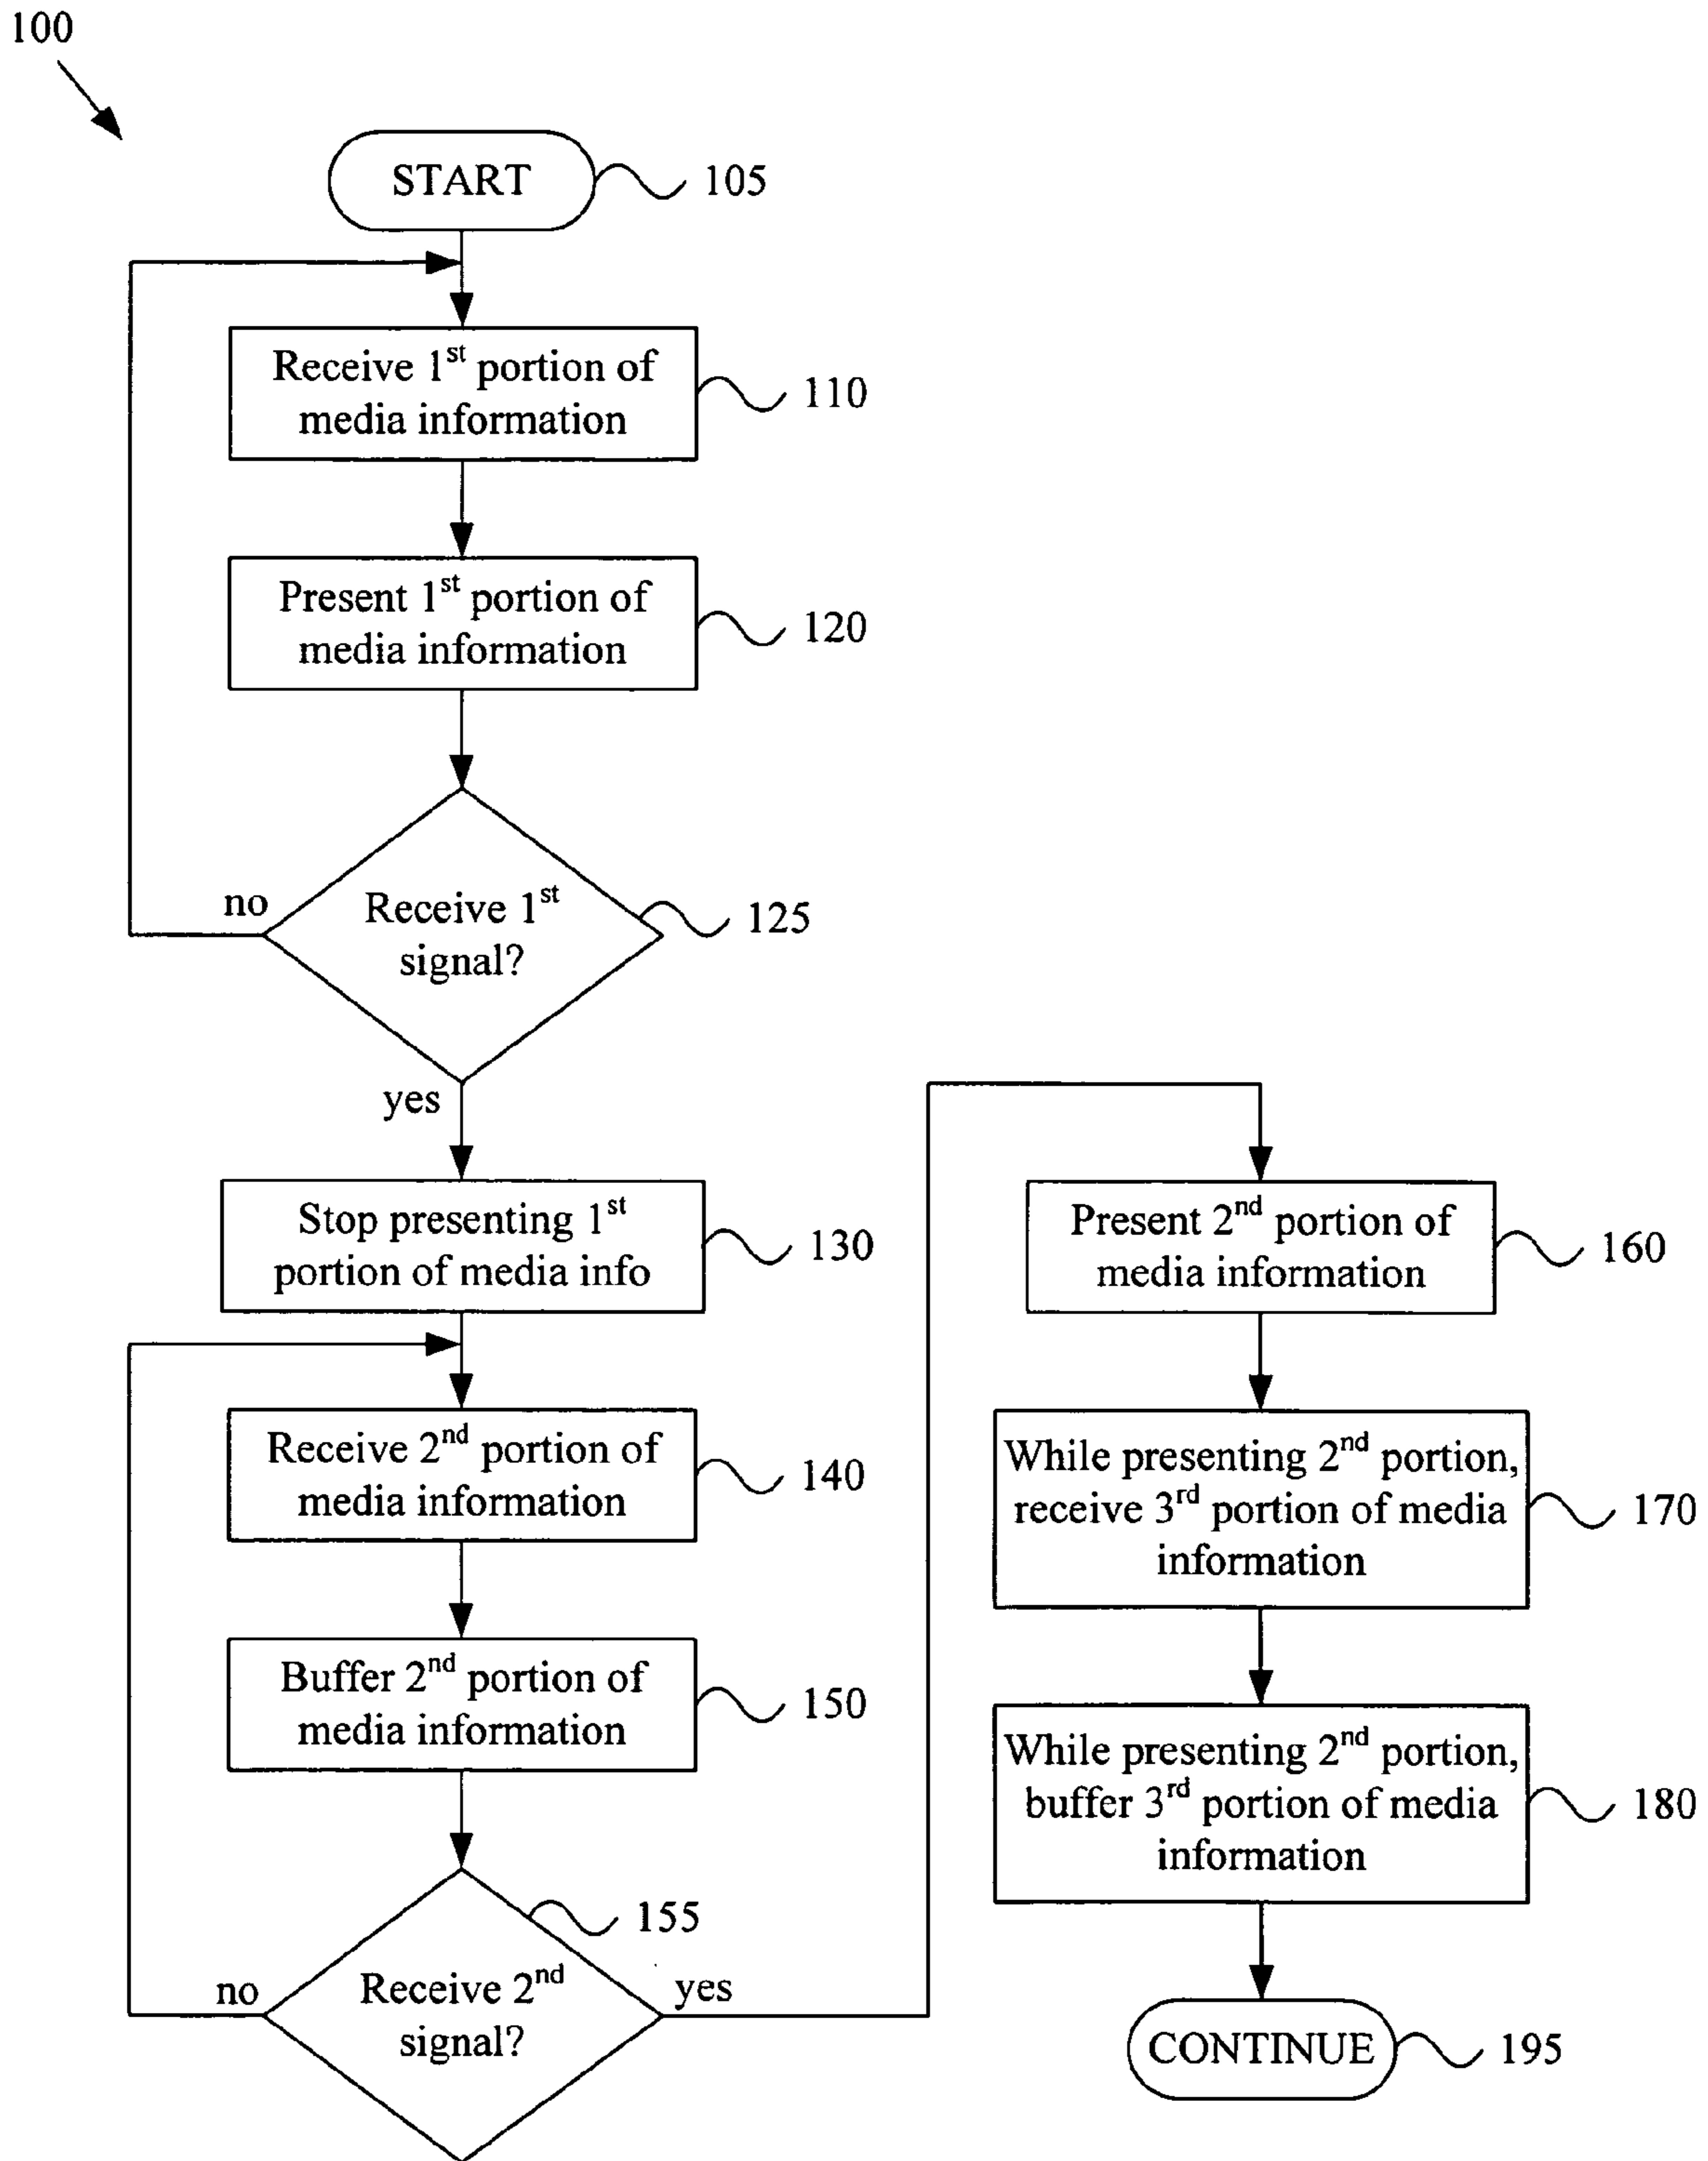 100
START
105
Receive 1st portion of
media information
110
Present 1st portion of
media information
120
Receive 1st
signal?
125
no
yes
Stop presenting 1st
portion of media info
130
Receive 2nd portion of
media information
140
Buffer 2nd portion of
media information
150
Receive 2nd
signal?
155
no
yes
Present 2nd portion of
media information
160
While presenting 2nd portion,
receive 3rd portion of media
information
170
While presenting 2nd portion,
buffer 3rd portion of media
information
180
CONTINUE
195